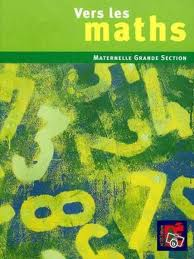 Vers les
maths
MATERNELLE GRANDE SECTION